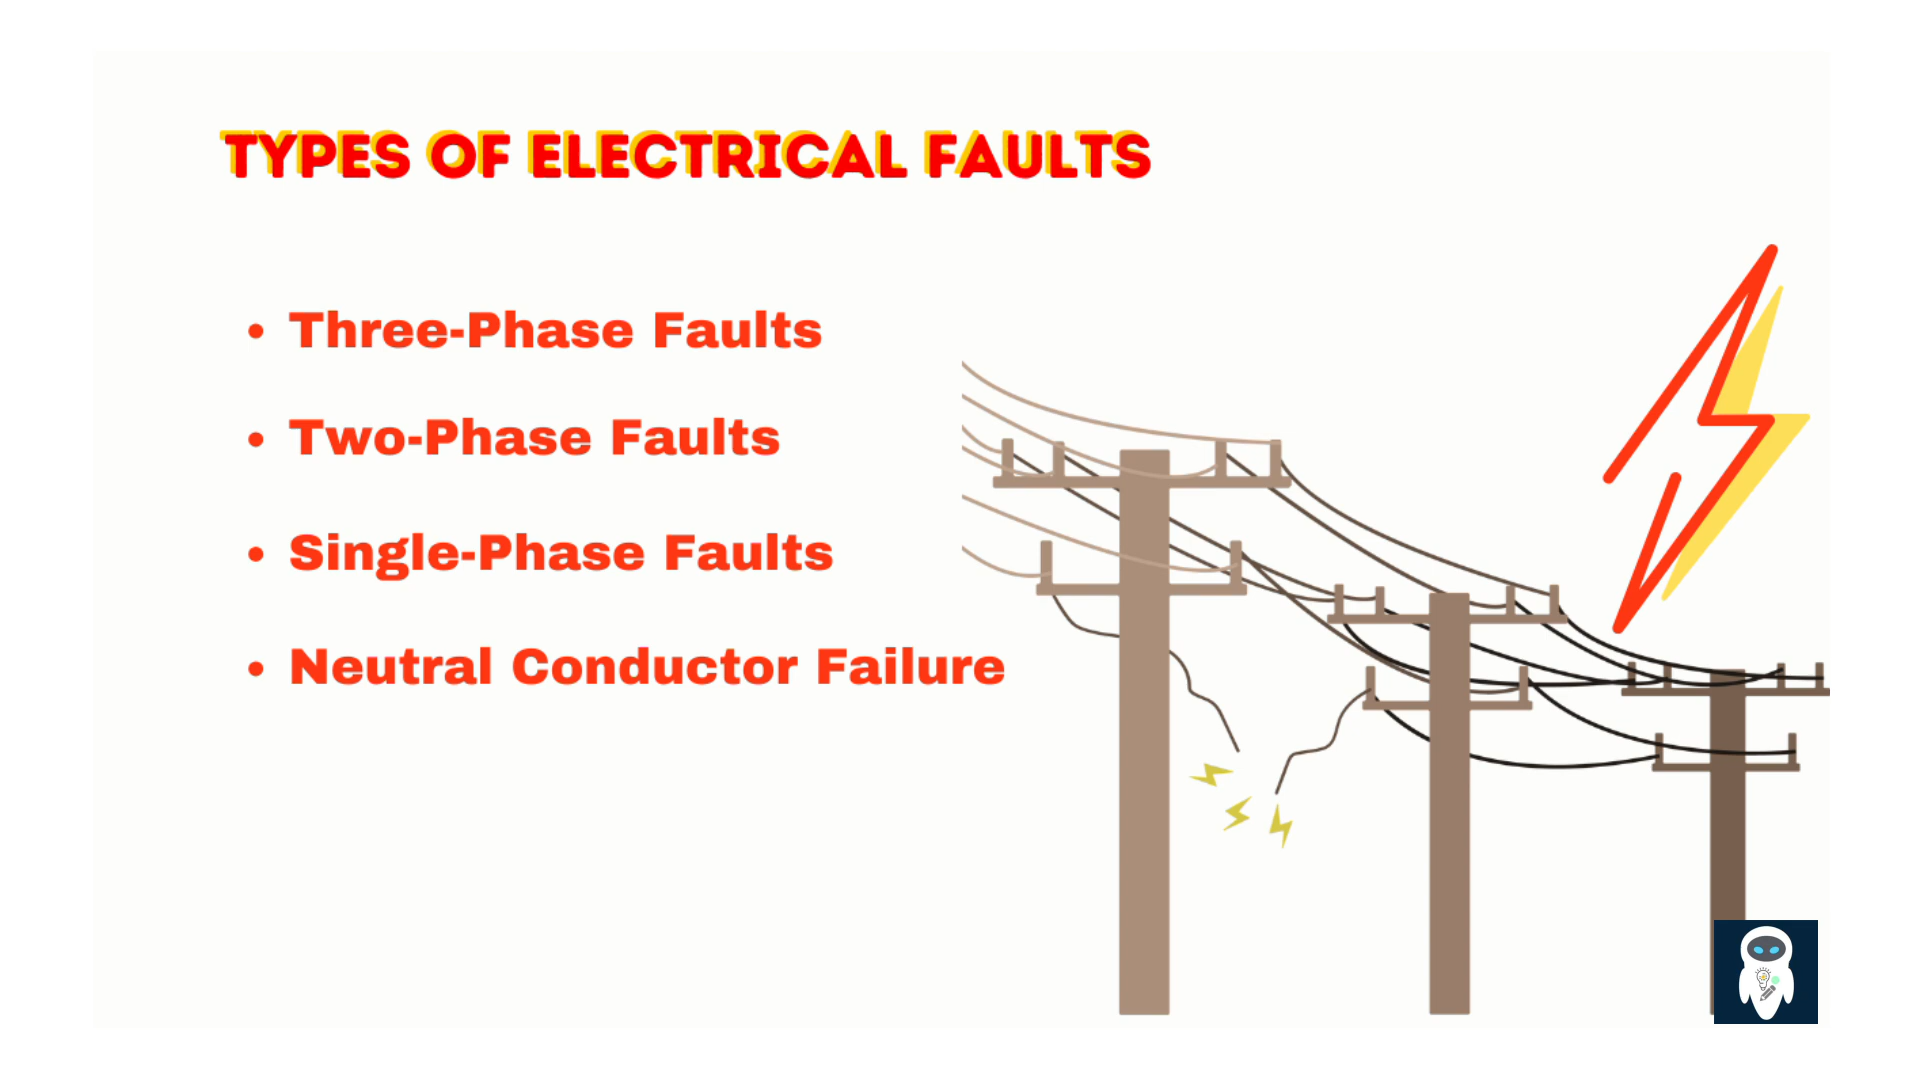 TYPES OF ELECTRICAL FAULTS
• Three-Phase Faults
• Two-Phase Faults
• Single-Phase Faults
• Neutral Conductor Failure